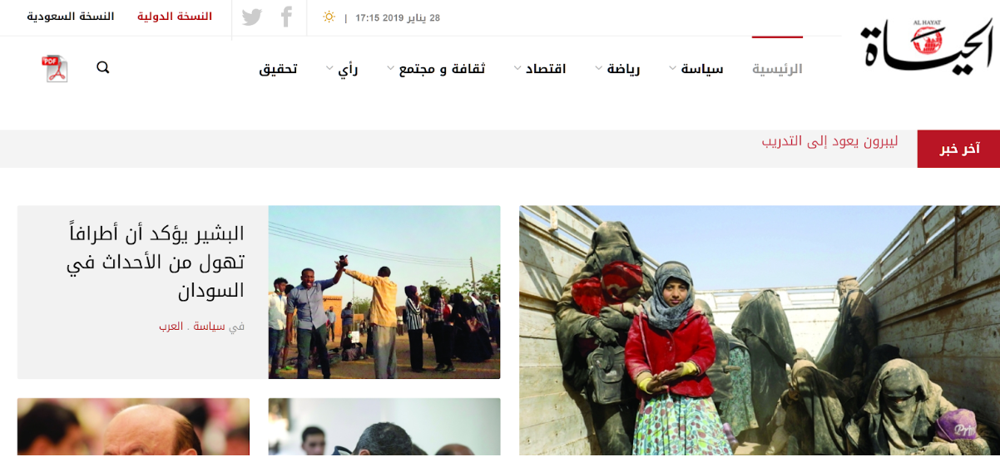 28 يناير 2019 17:15 |
النسخة الدولية
النسخة السعودية
AL HAYAT
الحياة
الرئيسية
سياسة
رياضة
اقتصاد
ثقافة و مجتمع
رأي
تحقيق
PDF
آخر خبر
ليبرون يعود إلى التدريب
البشير يؤكد أن أطرافاً
تهول من الأحداث في
السودان
في سياسة . العرب